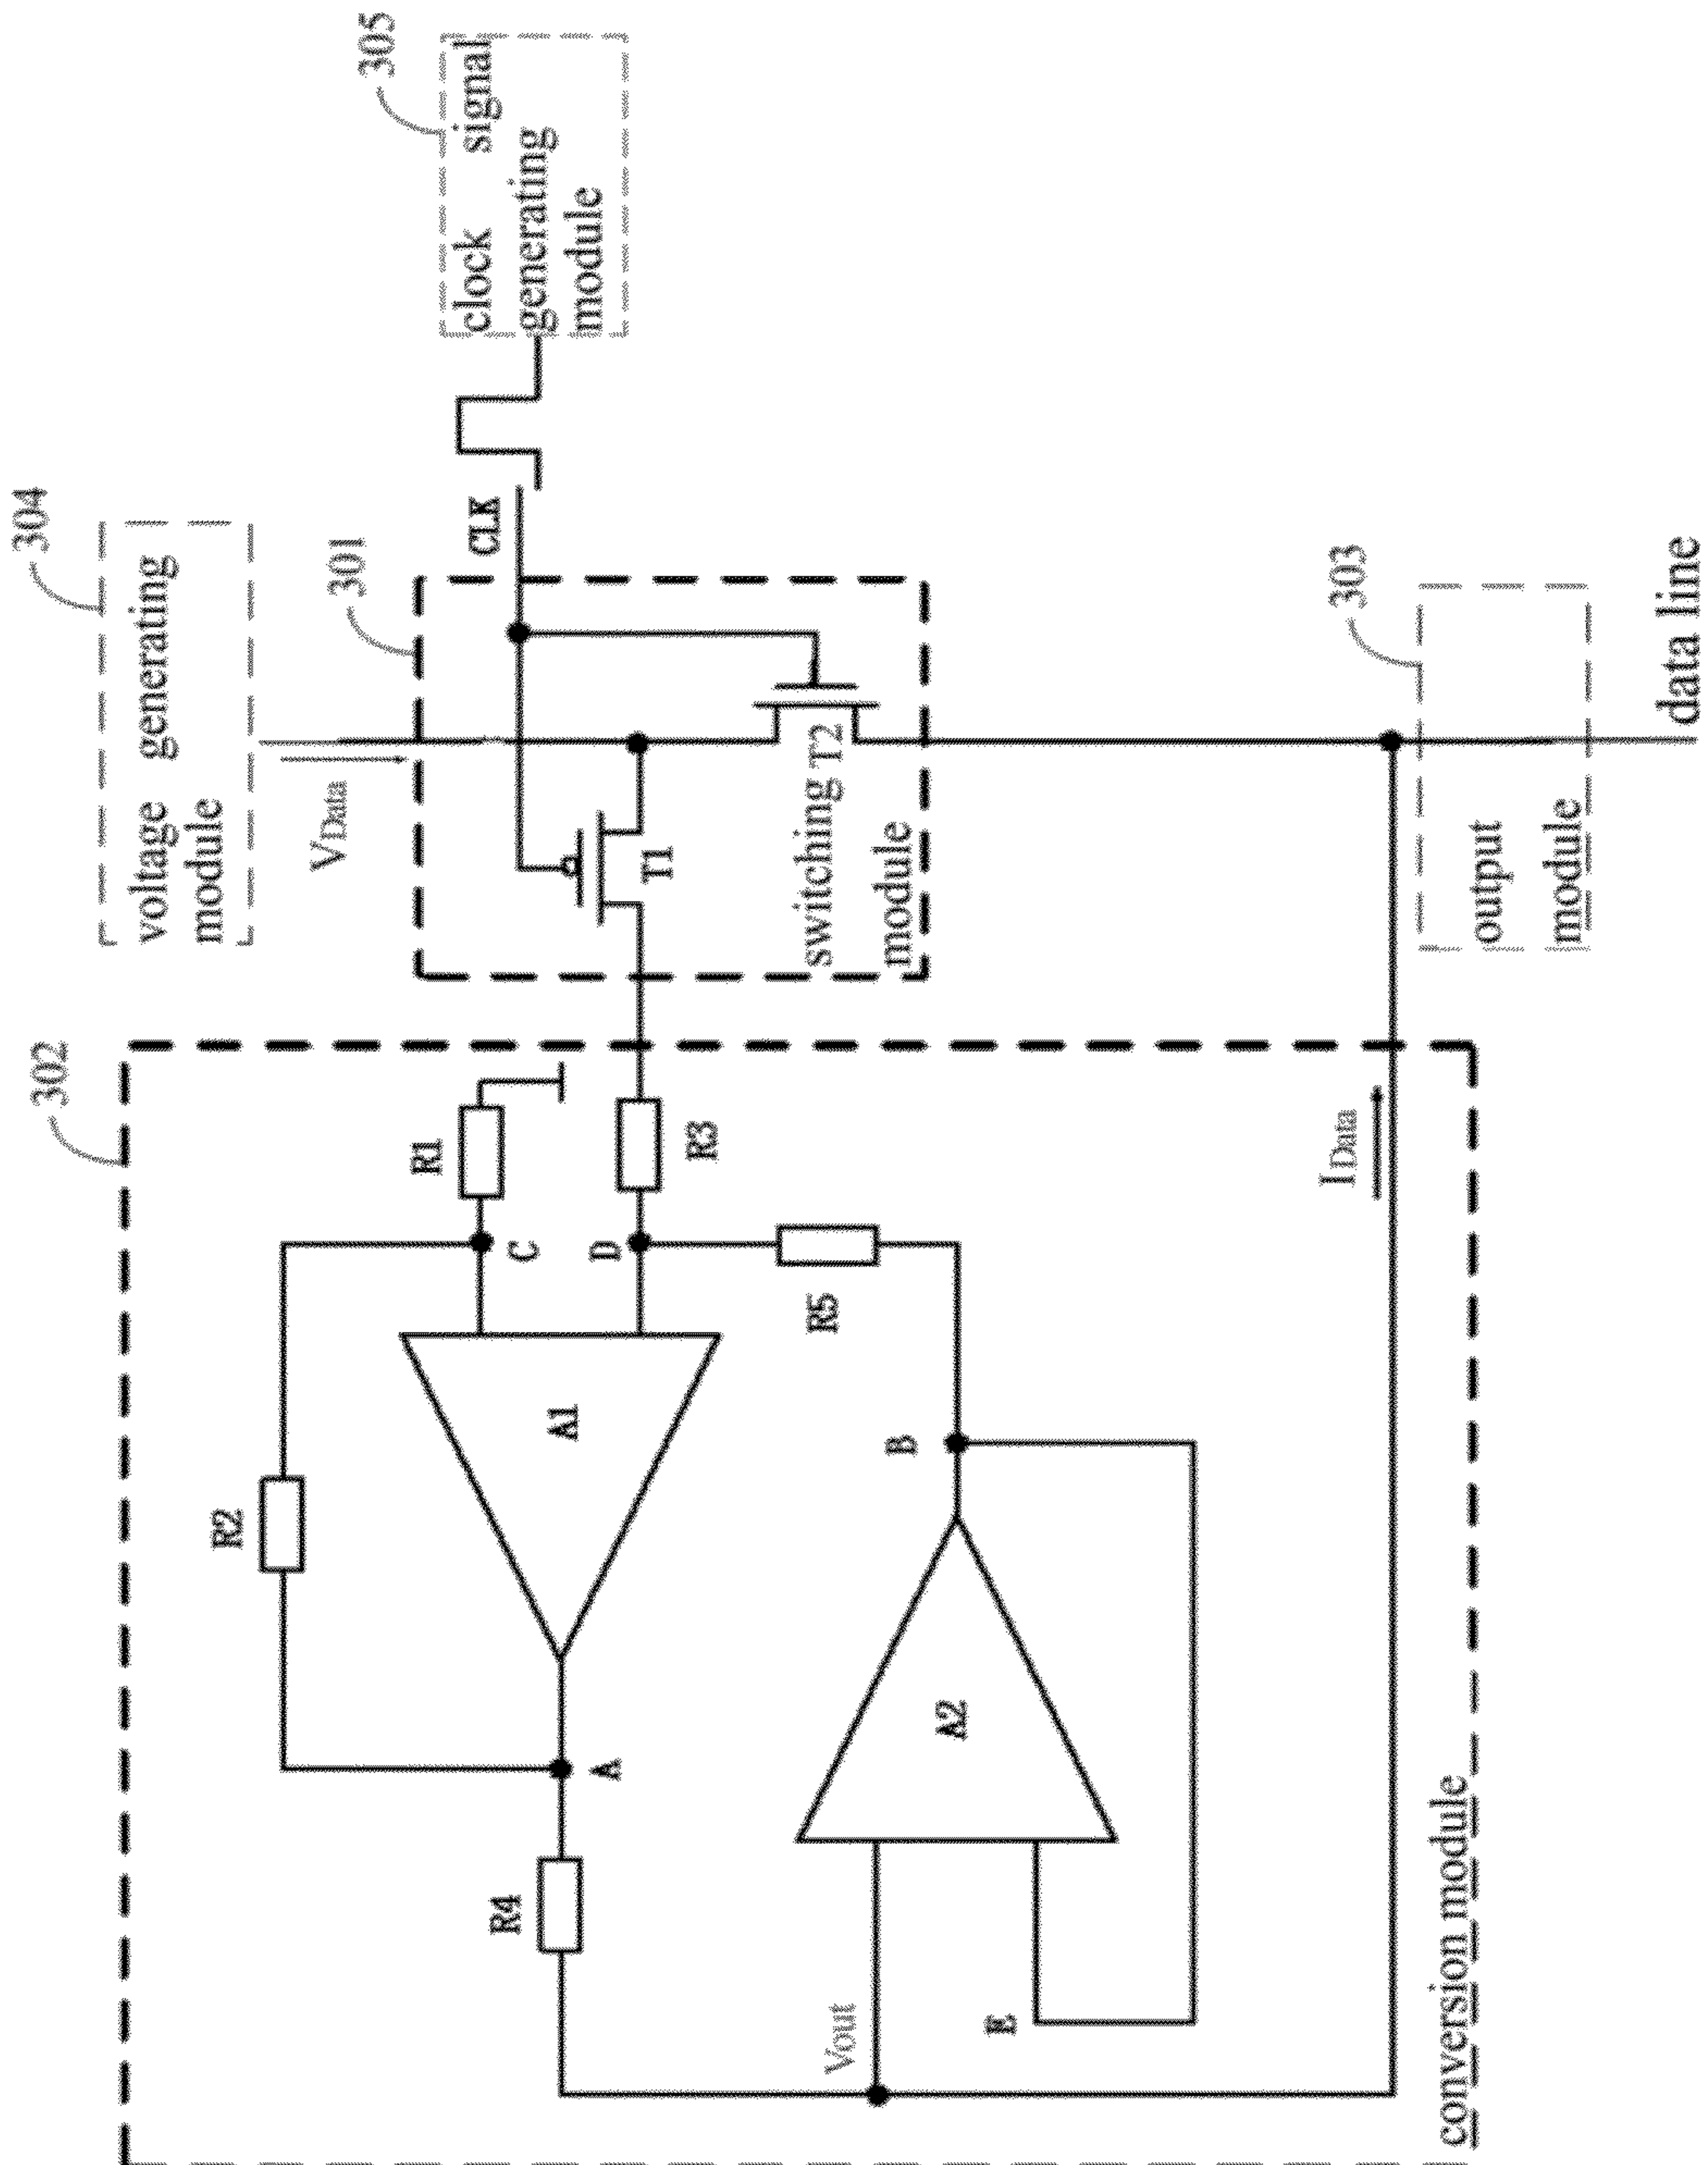 305
clock signal
generating
module
304
voltage generating
module
V_Data
301
CLK
T1
switching T2
module
303
output
module
data line
302
R1
R3
C
D
R2
A1
R5
A
B
R4
A2
Vout
E
I_Data
conversion module